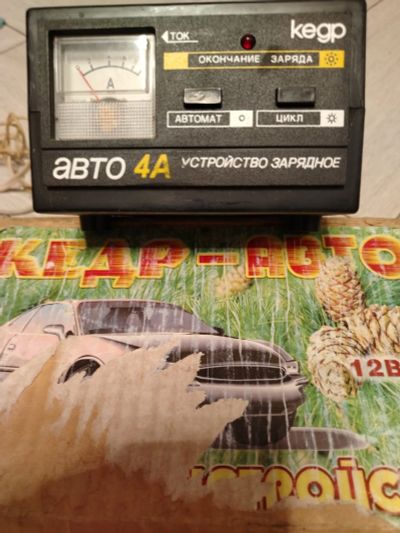 ТОК
кедр
ОКОНЧАНИЕ ЗАРЯДА
А
АВТОМАТ
ЦИКЛ
авто 4А УСТРОЙСТВО ЗАРЯДНОЕ
КЕДР-АВТО
12В